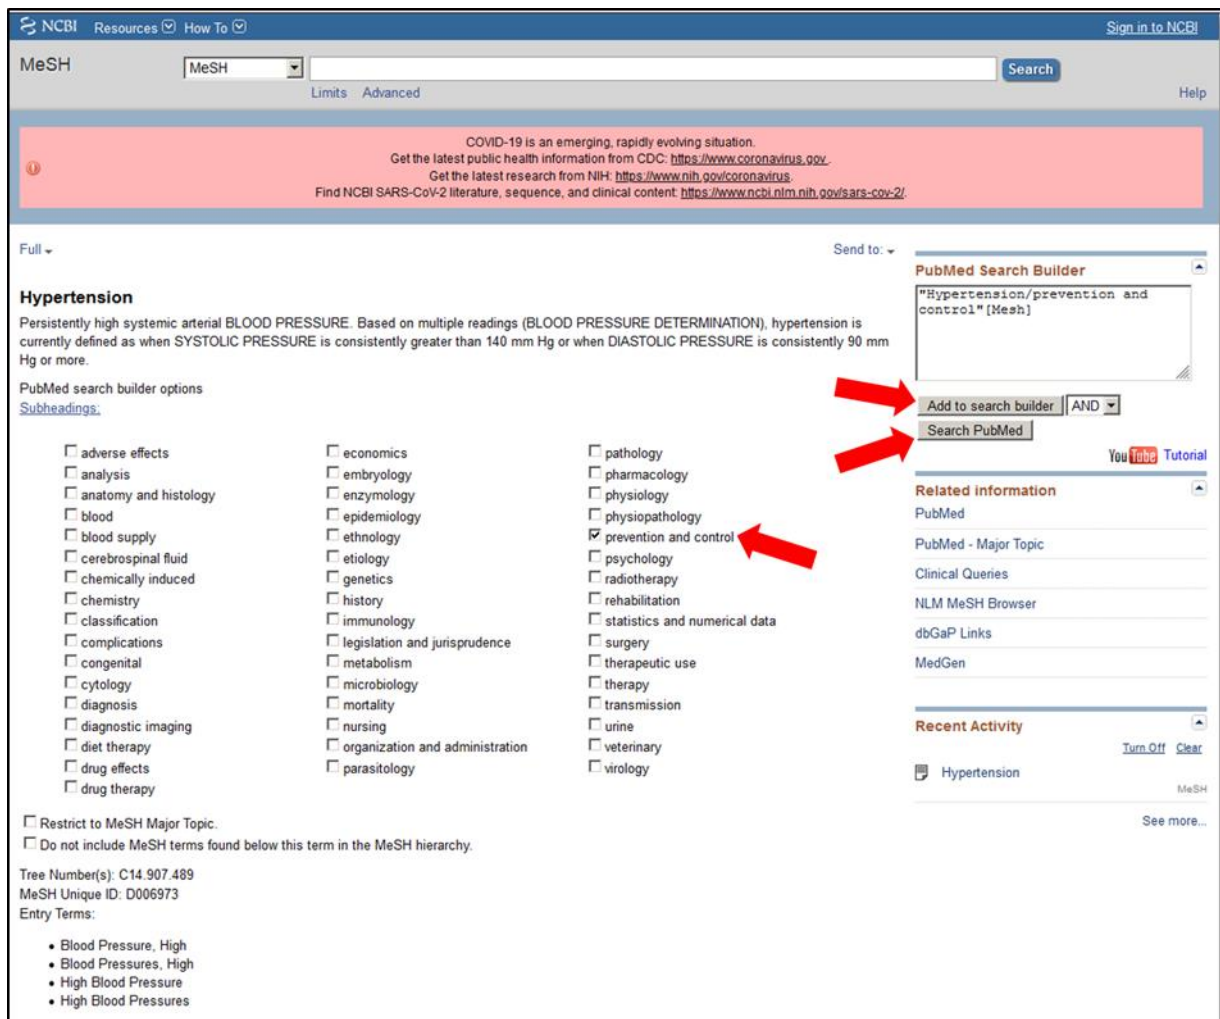 NCBI Resources How To Sign in to NCBI
MeSH MeSH Search
Limits Advanced Help
COVID-19 is an emerging, rapidly evolving situation.
Get the latest public health information from CDC: https://www.coronavirus.gov .
Get the latest research from NIH: https://www.nih.gov/coronavirus.
Find NCBI SARS-CoV-2 literature, sequence, and clinical content: https://www.ncbi.nlm.nih.gov/sars-cov-2/.
Full Send to:
Hypertension
Persistently high systemic arterial BLOOD PRESSURE. Based on multiple readings (BLOOD PRESSURE DETERMINATION), hypertension is
currently defined as when SYSTOLIC PRESSURE is consistently greater than 140 mm Hg or when DIASTOLIC PRESSURE is consistently 90 mm
Hg or more.
PubMed search builder options
Subheadings:
adverse effects
analysis
anatomy and histology
blood
blood supply
cerebrospinal fluid
chemically induced
chemistry
classification
complications
congenital
cytology
diagnosis
diagnostic imaging
diet therapy
drug effects
drug therapy
economics
embryology
enzymology
epidemiology
ethnology
etiology
genetics
history
immunology
legislation and jurisprudence
metabolism
microbiology
mortality
nursing
organization and administration
parasitology
pathology
pharmacology
physiology
physiopathology
prevention and control
psychology
radiotherapy
rehabilitation
statistics and numerical data
surgery
therapeutic use
therapy
transmission
urine
veterinary
virology
Restrict to MeSH Major Topic.
Do not include MeSH terms found below this term in the MeSH hierarchy.
Tree Number(s): C14.907.489
MeSH Unique ID: D006973
Entry Terms:
• Blood Pressure, High
• Blood Pressures, High
• High Blood Pressure
• High Blood Pressures
PubMed Search Builder
"Hypertension/prevention and
control"[Mesh]
Add to search builder AND
Search PubMed
YouTube Tutorial
Related information
PubMed
PubMed - Major Topic
Clinical Queries
NLM MeSH Browser
dbGaP Links
MedGen
Recent Activity
Turn Off Clear
Hypertension
MeSH
See more...